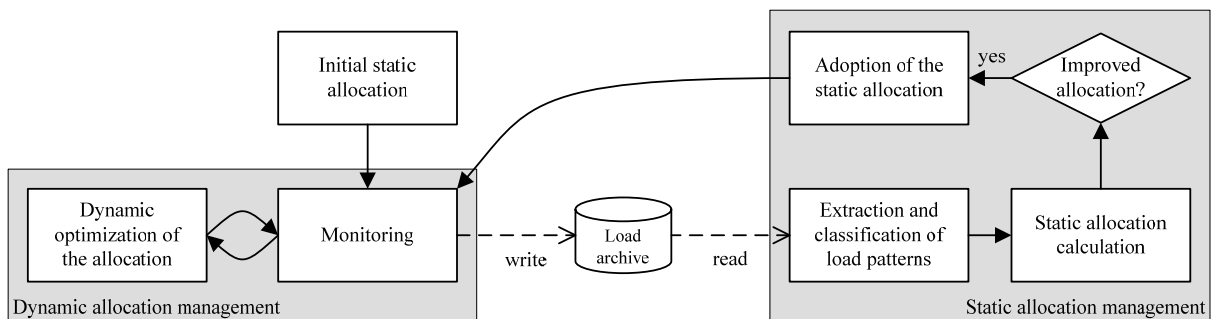 Initial static
allocation
Adoption of the
static allocation
yes
Improved
allocation?
Dynamic
optimization of
the allocation
Monitoring
write
Load
archive
read
Extraction and
classification of
load patterns
Static allocation
calculation
Dynamic allocation management
Static allocation management